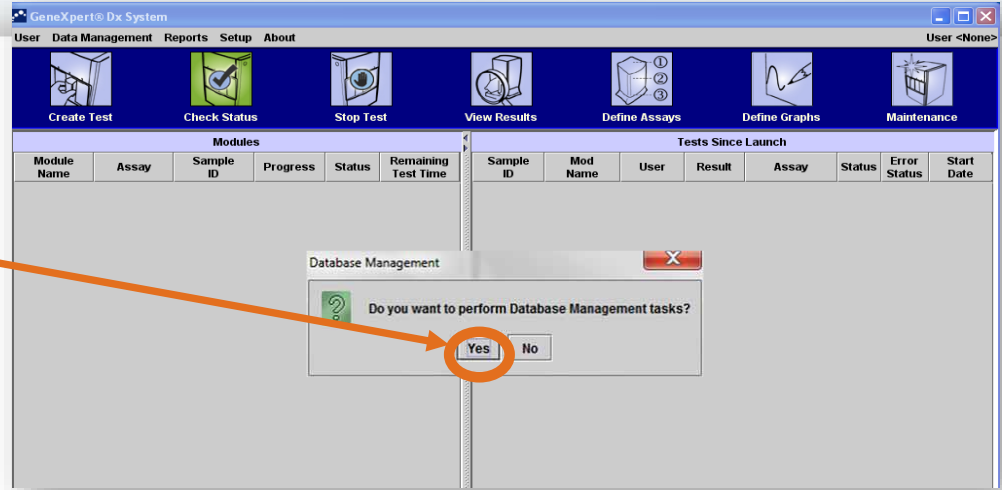 GeneXpert® Dx System
User Data Management Reports Setup About User <None>
Create Test Check Status Stop Test View Results Define Assays Define Graphs Maintenance
Modules Tests Since Launch
Module Name Assay Sample ID Progress Status Remaining Test Time Sample ID Mod Name User Result Assay Status Error Status Start Date
Database Management
Do you want to perform Database Management tasks?
Yes No